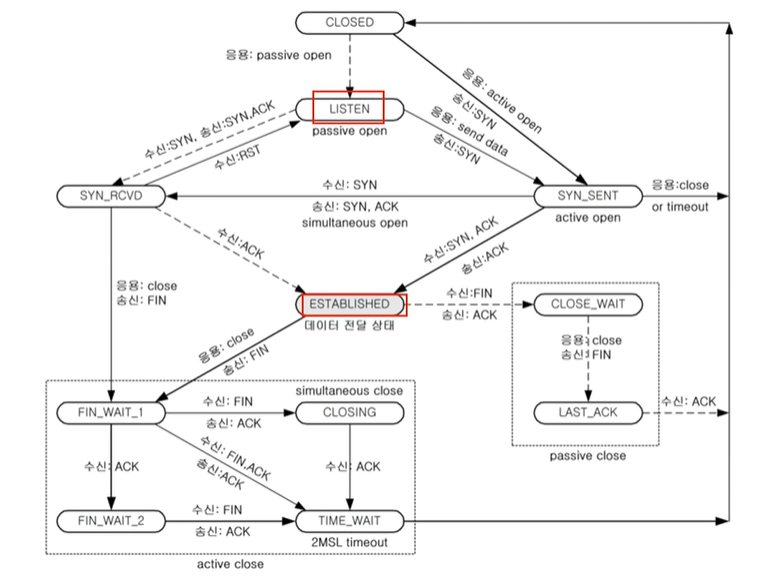 CLOSED
응용: passive open
응용: active open
송신:SYN
LISTEN
passive open
수신:SYN, 송신:SYN,ACK
수신:RST
응용: send data
송신:SYN
SYN_RCVD
수신: SYN
송신: SYN, ACK
simultaneous open
SYN_SENT
active open
응용:close
or timeout
수신:ACK
수신:SYN, ACK
송신:ACK
응용: close
송신: FIN
ESTABLISHED
데이터 전달 상태
수신:FIN
송신: ACK
CLOSE_WAIT
응용: close
송신: FIN
응용: close
송신: FIN
simultaneous close
FIN_WAIT_1
수신: FIN
송신: ACK
CLOSING
LAST_ACK
수신: ACK
passive close
수신: ACK
수신: FIN,ACK
송신:ACK
수신: ACK
FIN_WAIT_2
수신: FIN
송신: ACK
TIME_WAIT
2MSL timeout
active close